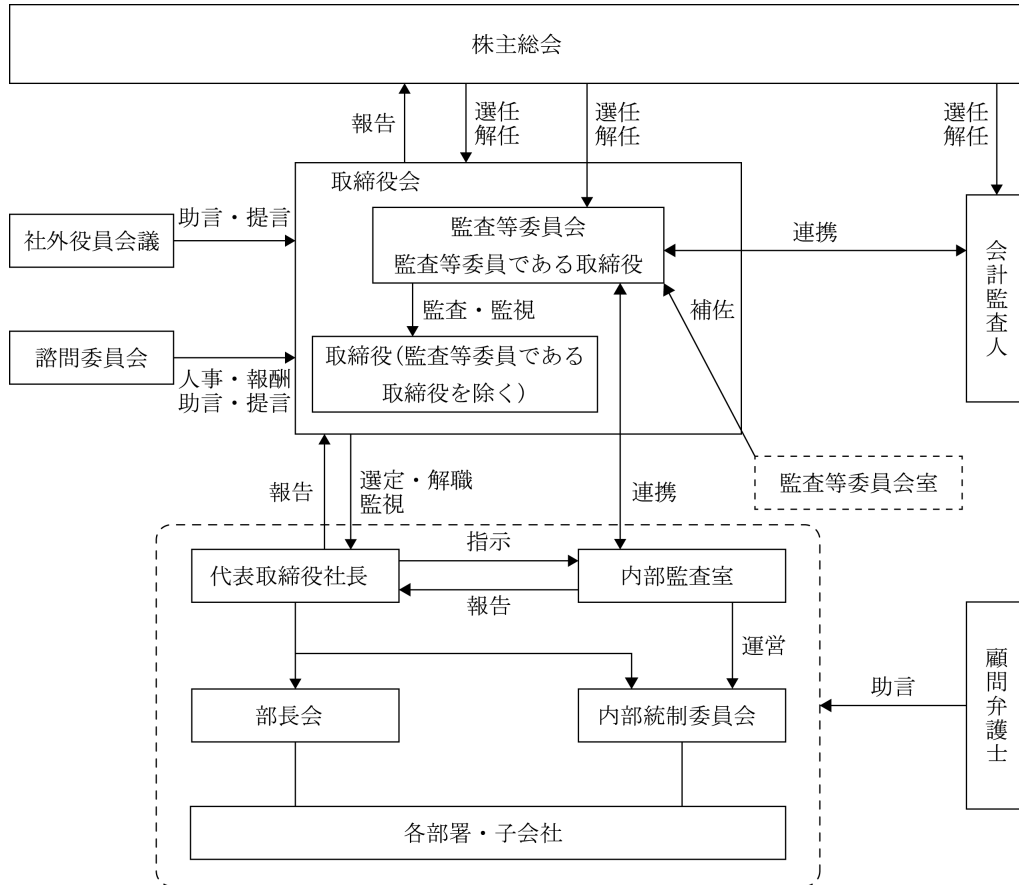 株主総会
報告
選任
解任
選任
解任
選任
解任
取締役会
社外役員会議
助言・提言
監査等委員会
監査等委員である取締役
連携
会計監査人
監査・監視
補佐
諮問委員会
人事・報酬
助言・提言
取締役(監査等委員である
取締役を除く)
報告
選定・解職
監視
連携
監査等委員会室
代表取締役社長
指示
報告
内部監査室
運営
顧問弁護士
助言
部長会
内部統制委員会
各部署・子会社